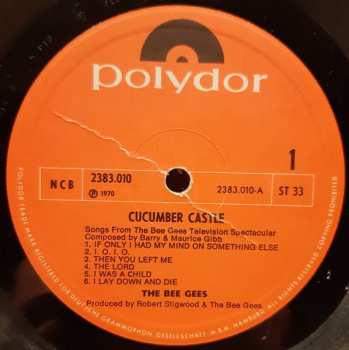 polydor
1
NCB
2383.010
℗ 1970
2383.010-A
ST 33
CUCUMBER CASTLE
Songs From The Bee Gees Television Spectacular
Composed by Barry & Maurice Gibb
1. IF ONLY I HAD MY MIND ON SOMETHING ELSE
2. I. O. I. O.
3. THEN YOU LEFT ME
4. THE LORD
5. I WAS A CHILD
6. I LAY DOWN AND DIE
THE BEE GEES
Produced by Robert Stigwood & The Bee Gees